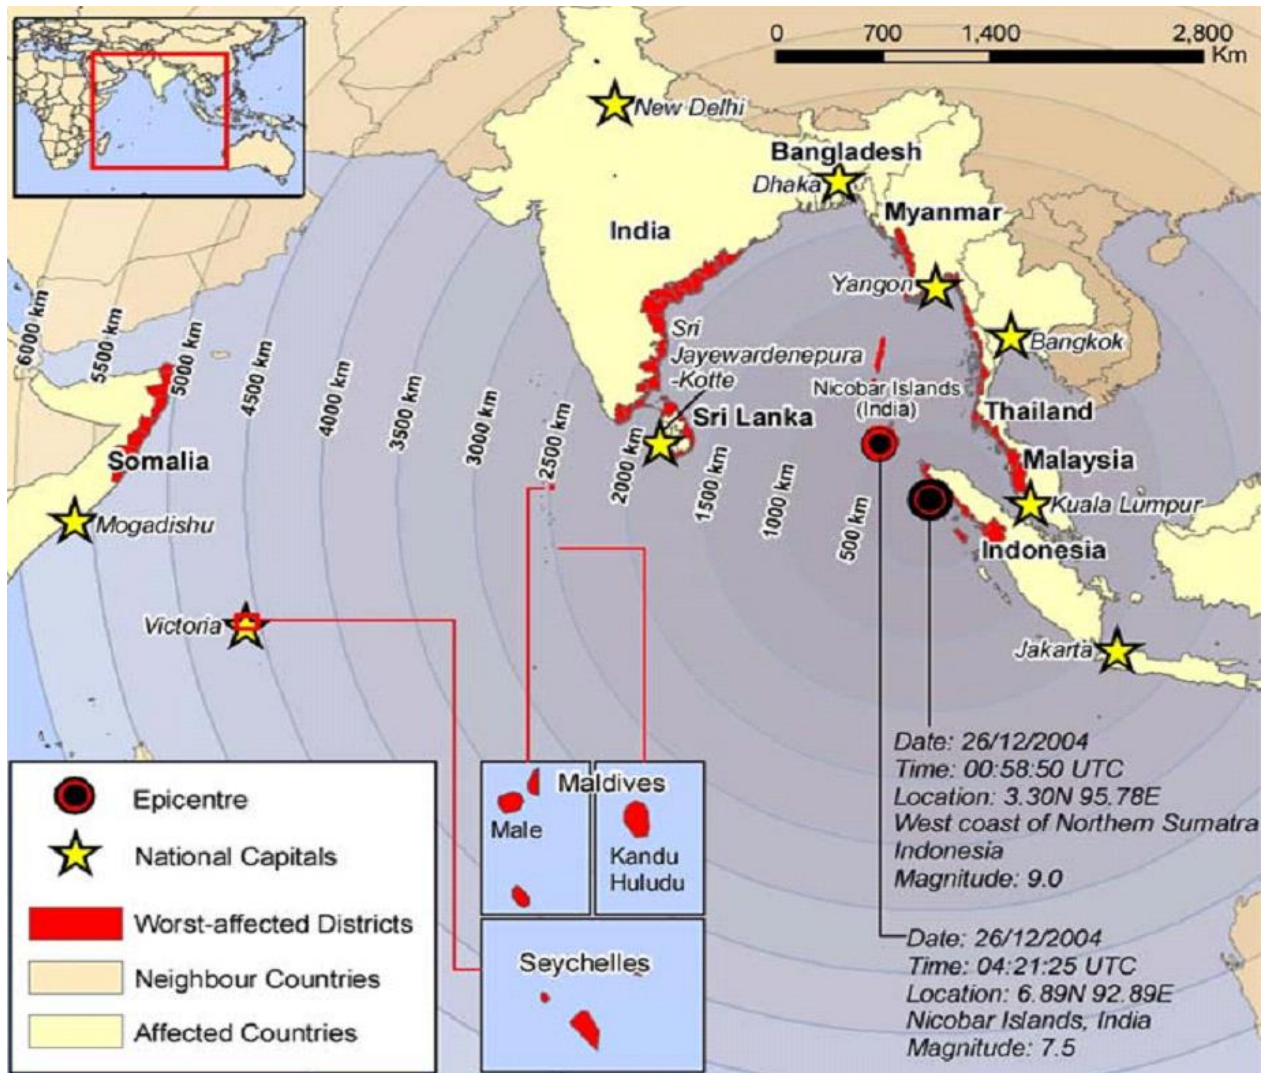 0 700 1,400 2,800
Km
New Delhi
Bangladesh
Dhaka
Myanmar
India
Yangon
Sri
Jayewardenepura
-Kotte
Bangkok
Nicobar Islands
(India)
Thailand
Sri Lanka
Malaysia
Kuala Lumpur
Indonesia
Somalia
Mogadishu
Victoria
Jakarta
6000 km
5500 km
5000 km
4500 km
4000 km
3500 km
3000 km
2500 km
2000 km
1500 km
1000 km
500 km
Date: 26/12/2004
Time: 00:58:50 UTC
Location: 3.30N 95.78E
West coast of Northern Sumatra
Indonesia
Magnitude: 9.0
Date: 26/12/2004
Time: 04:21:25 UTC
Location: 6.89N 92.89E
Nicobar Islands, India
Magnitude: 7.5
Maldives
Male
Kandu
Huludu
Seychelles
Epicentre
National Capitals
Worst-affected Districts
Neighbour Countries
Affected Countries